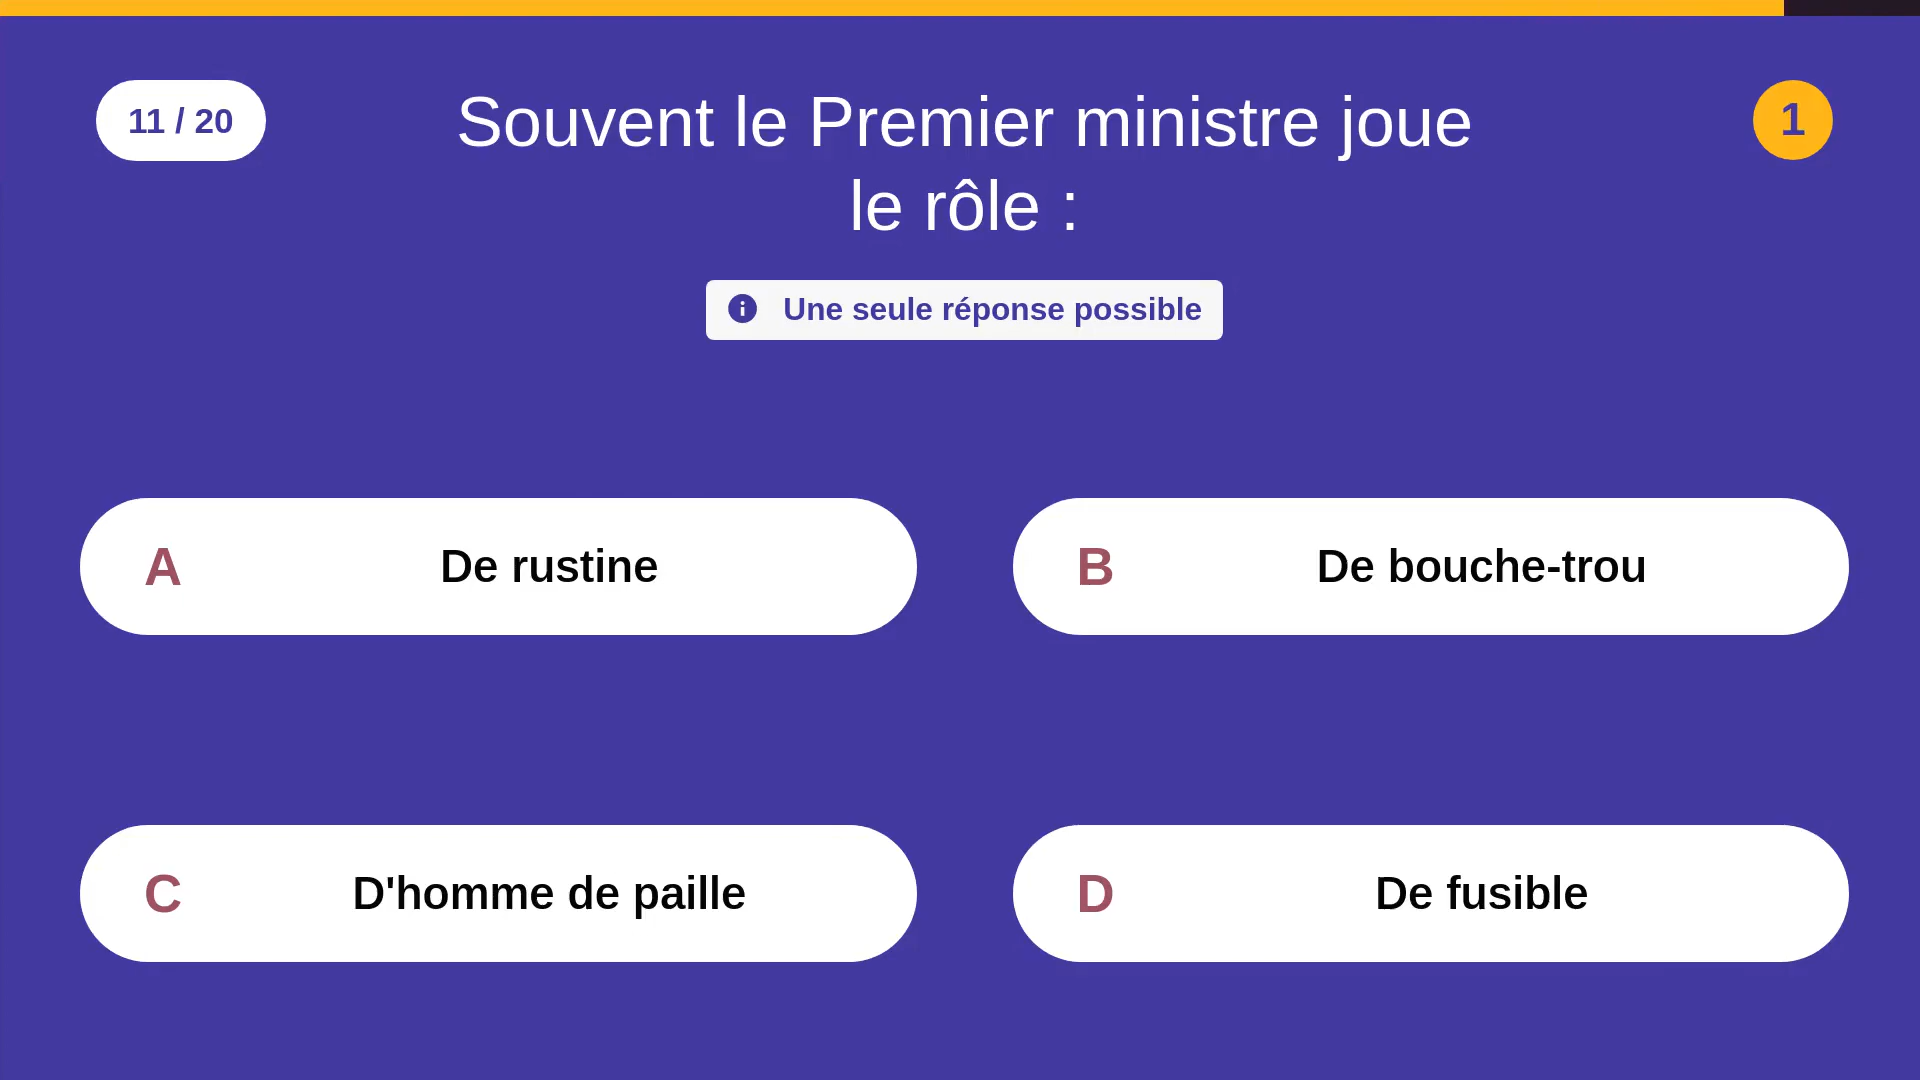 11 / 20
Souvent le Premier ministre joue
le rôle :
1
Une seule réponse possible
A De rustine
B De bouche-trou
C D'homme de paille
D De fusible